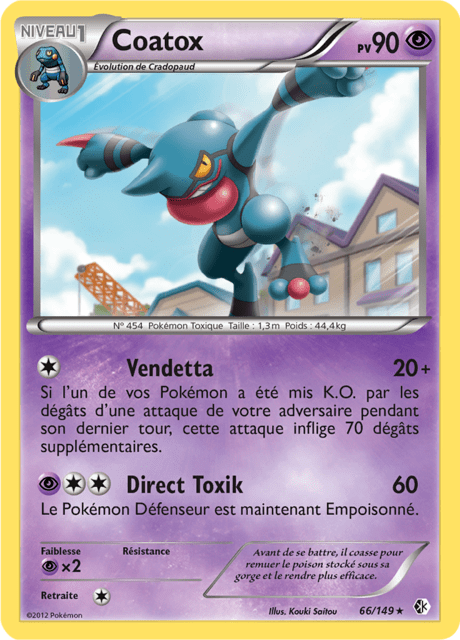 NIVEAU 1
Coatox
PV 90
Évolution de Cradopaud
N° 454 Pokémon Toxique Taille : 1,3 m Poids : 44,4 kg
Vendetta 20+
Si l'un de vos Pokémon a été mis K.O. par les
dégâts d'une attaque de votre adversaire pendant
son dernier tour, cette attaque inflige 70 dégâts
supplémentaires.
Direct Toxik 60
Le Pokémon Défenseur est maintenant Empoisonné.
Faiblesse Résistance
×2
Retraite
Avant de se battre, il coasse pour
remuer le poison stocké sous sa
gorge et le rendre plus efficace.
©2012 Pokémon Illus. Kouki Saitou 66/149 ★